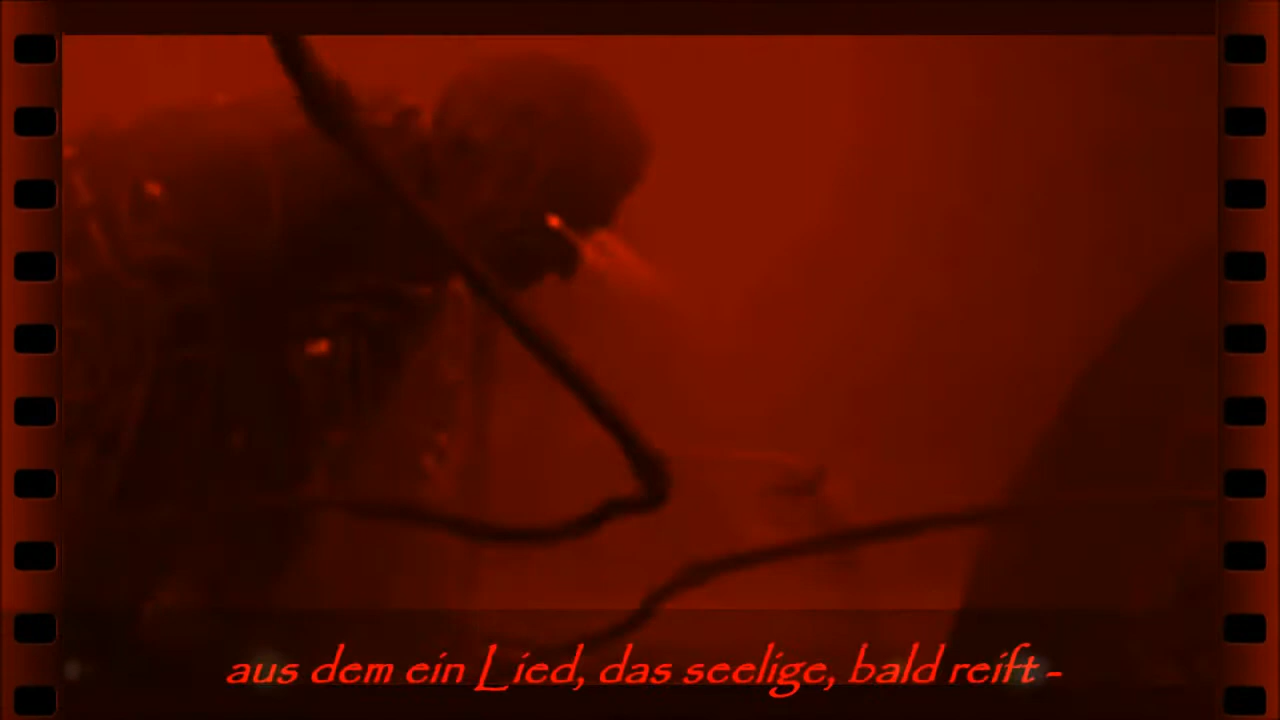 aus dem ein Lied, das seelige, bald reift -